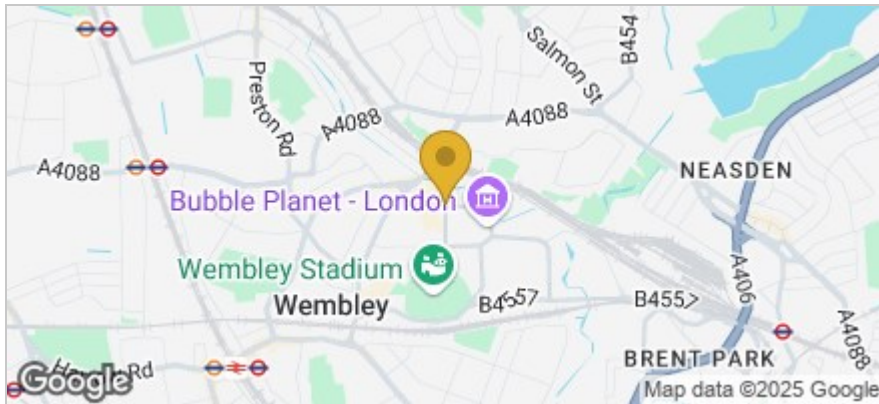 B454
Salmon St
Preston Rd
A4088
A4088
A4088
NEASDEN
Bubble Planet - London
Wembley Stadium
Wembley
B4557
B4557
A406
A4088
BRENT PARK
Rd
Google
Map data ©2025 Google